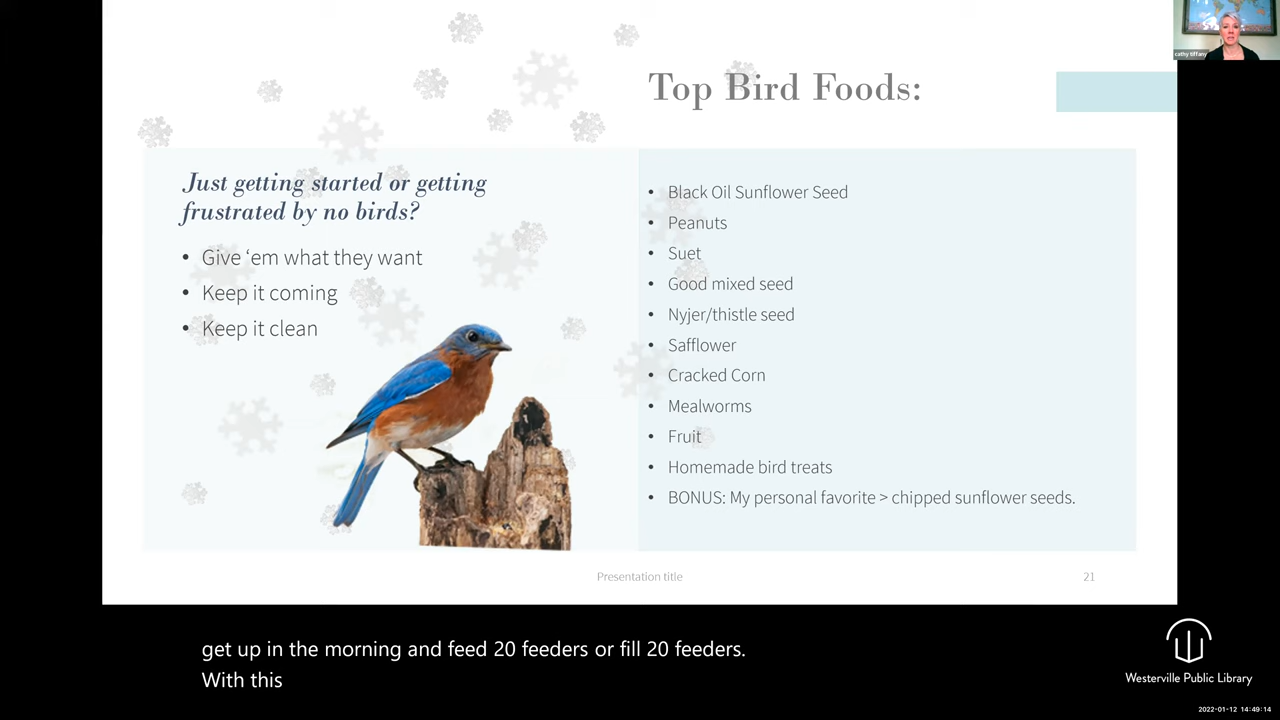 cathy tiffany
Top Bird Foods:
Just getting started or getting
frustrated by no birds?
• Give ‘em what they want
• Keep it coming
• Keep it clean
• Black Oil Sunflower Seed
• Peanuts
• Suet
• Good mixed seed
• Nyjer/thistle seed
• Safflower
• Cracked Corn
• Mealworms
• Fruit
• Homemade bird treats
• BONUS: My personal favorite > chipped sunflower seeds.
Presentation title
21
get up in the morning and feed 20 feeders or fill 20 feeders.
With this
Westerville Public Library
2022-01-12 14:49:14